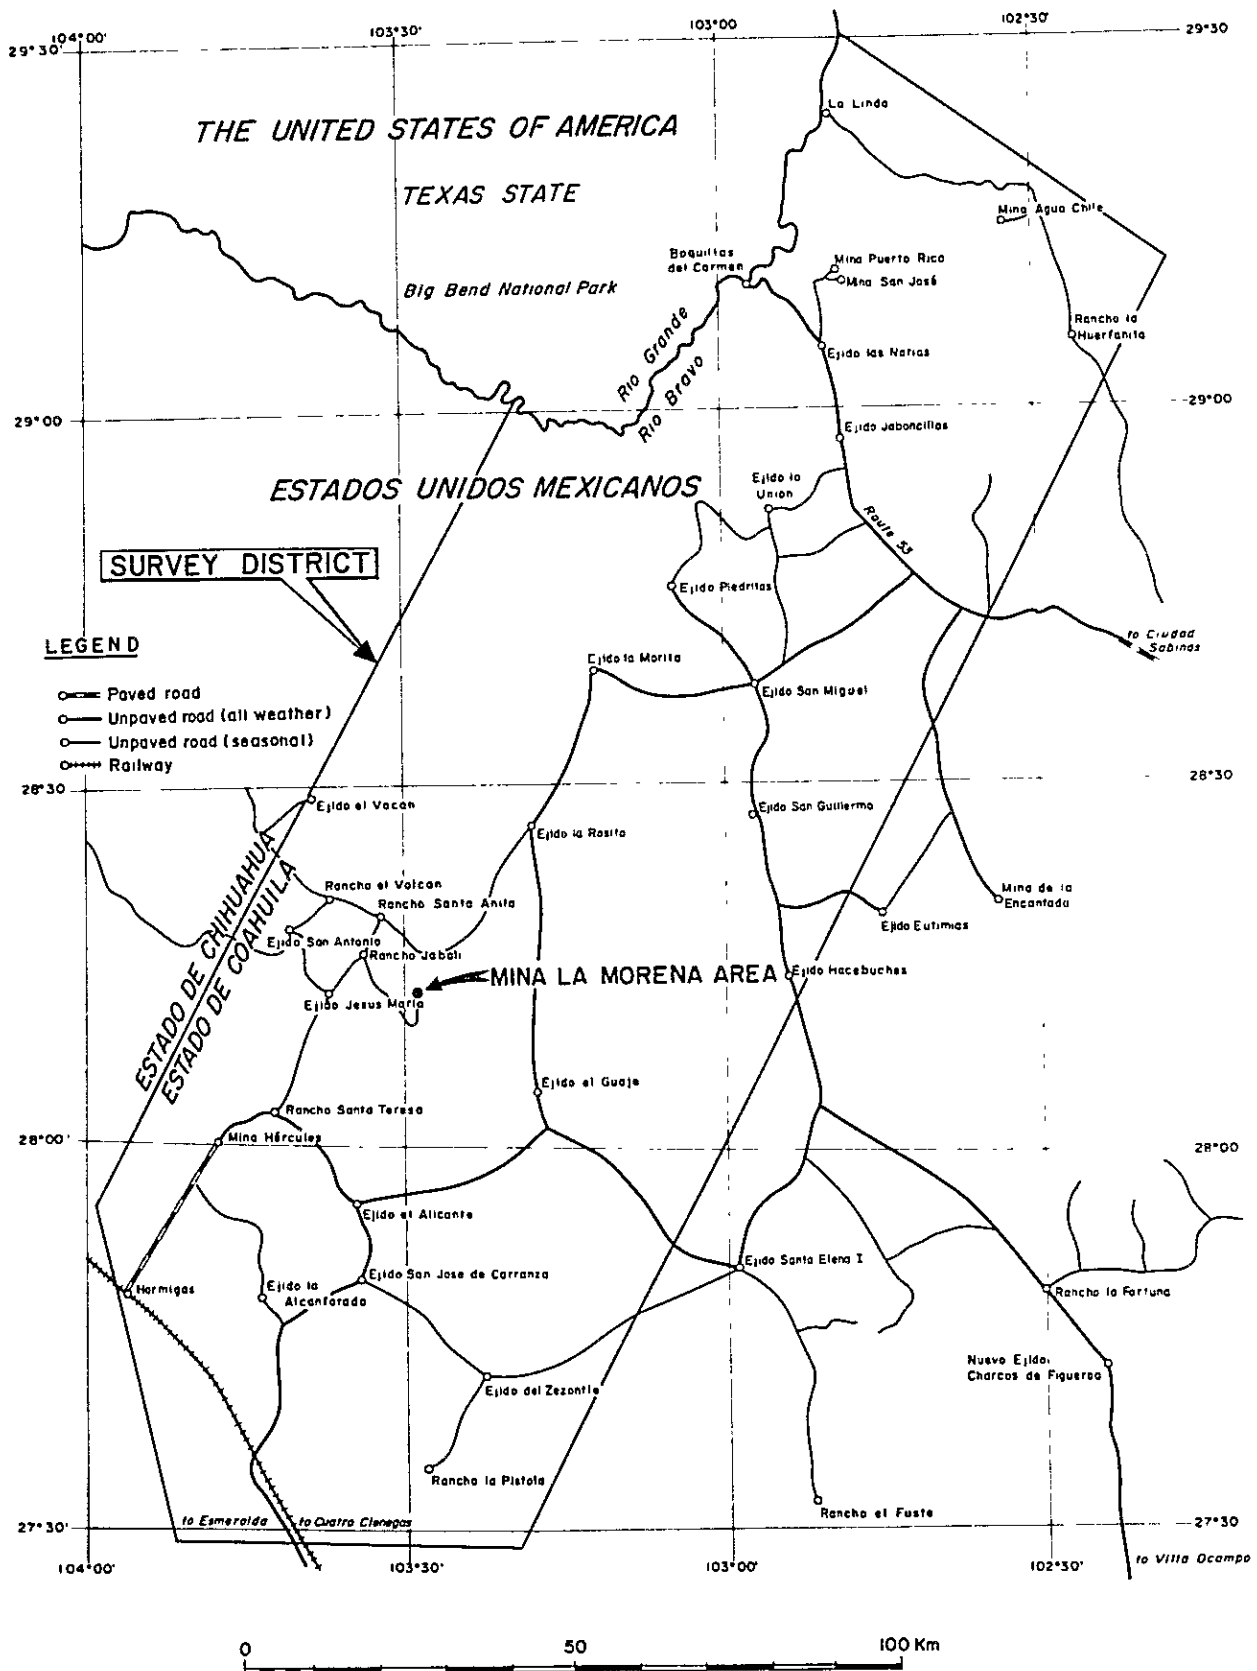 104°00'
103°30'
103°00'
102°30'
29°30'
29°30
La Linda
THE UNITED STATES OF AMERICA
TEXAS STATE
Mina Agua Chile
Boquillas
del Carmen
Mina Puerto Rico
Mina San José
Big Bend National Park
Rancho la
Huerfanita
Rio Grande
Rio Bravo
Ejido las Norias
29°00
29°00
Ejido Jaboncillos
ESTADOS UNIDOS MEXICANOS
Ejido la
Union
Route 53
SURVEY DISTRICT
Ejido Piedritas
to Ciudad
Sabinas
LEGEND
Ejido la Morita
Paved road
Ejido San Miguel
Unpaved road (all weather)
Unpaved road (seasonal)
Railway
28°30
28°30
Ejido el Vacan
Ejido San Guillermo
Ejido la Rosita
ESTADO DE CHIHUAHUA
ESTADO DE COAHUILA
Rancho el Volcán
Rancho Santa Anita
Mina de la
Encantada
Ejido Eutimias
Ejido San Antonio
Rancho Jabali
MINA LA MORENA AREA
Ejido Hacebuches
Ejido Jesus Maria
Ejido el Guaje
Rancho Santa Teresa
28°00'
Mina Hércules
28°00
Ejido el Alicante
Ejido Santa Elena I
Ejido San Jose de Carranza
Hormigas
Ejido la
Alcanforada
Rancho la Fortuna
Nuevo Ejido,
Charcos de Figueroa
Ejido del Zezontle
Rancho la Pistola
Rancho el Fuste
27°30'
to Esmeralda
to Cuatro Cienegas
27°30
to Villa Ocampo
104°00'
103°30'
103°00'
102°30'
0
50
100 Km